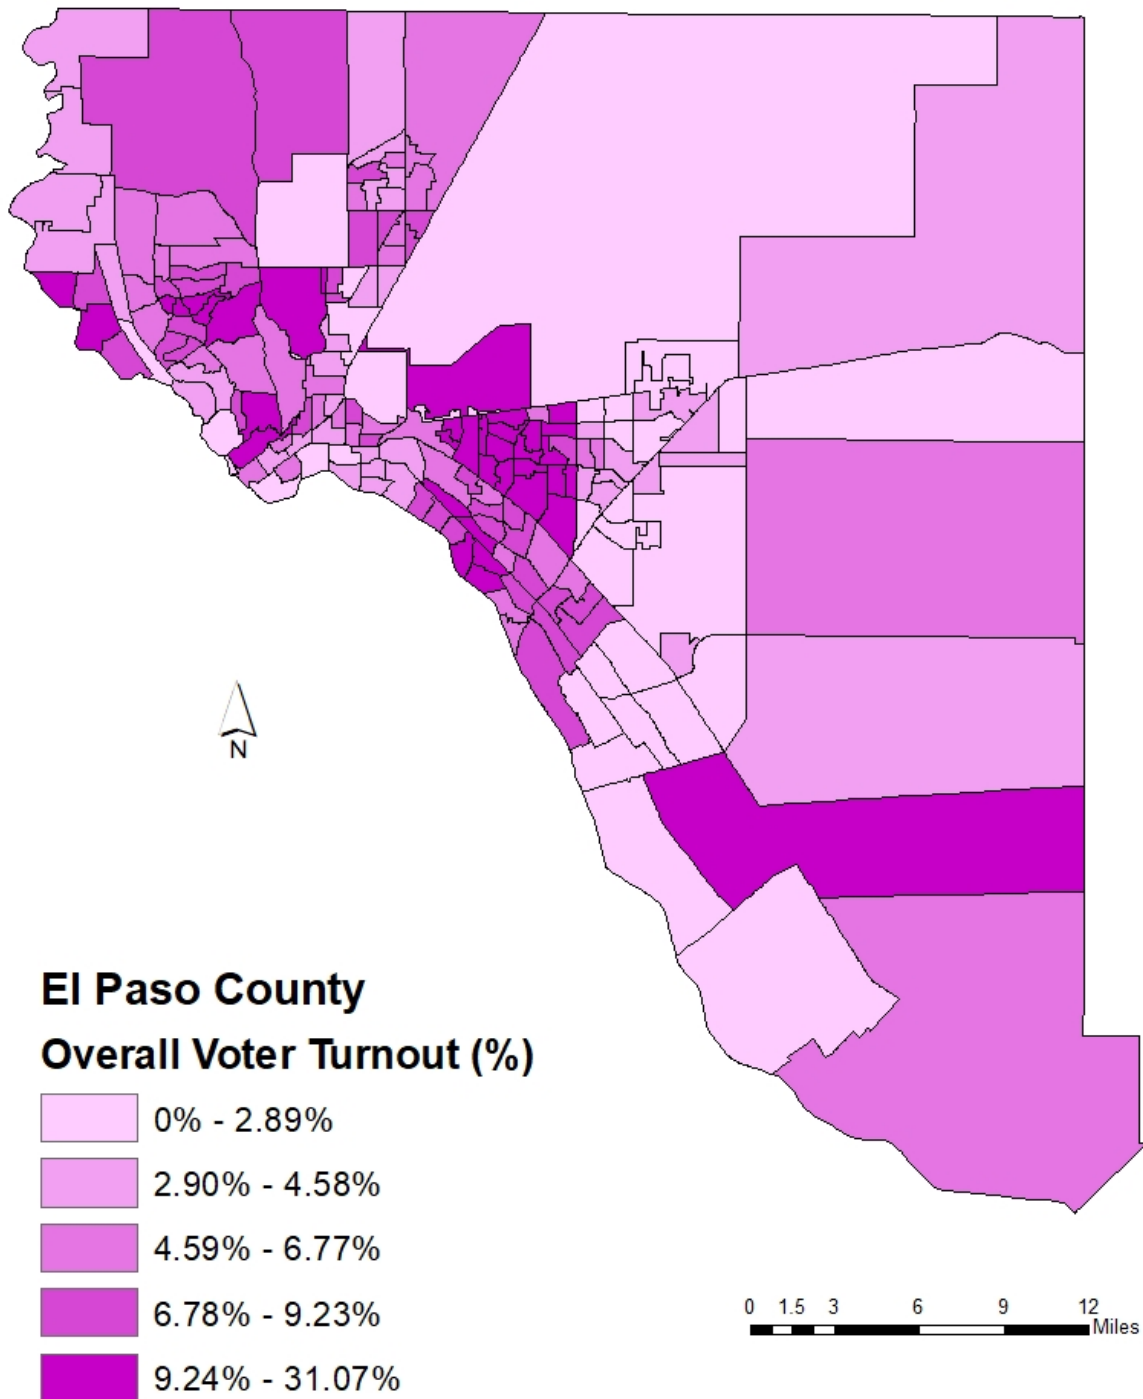 N
El Paso County
Overall Voter Turnout (%)
0% - 2.89%
2.90% - 4.58%
4.59% - 6.77%
6.78% - 9.23%
9.24% - 31.07%
0 1.5 3 6 9 12
Miles